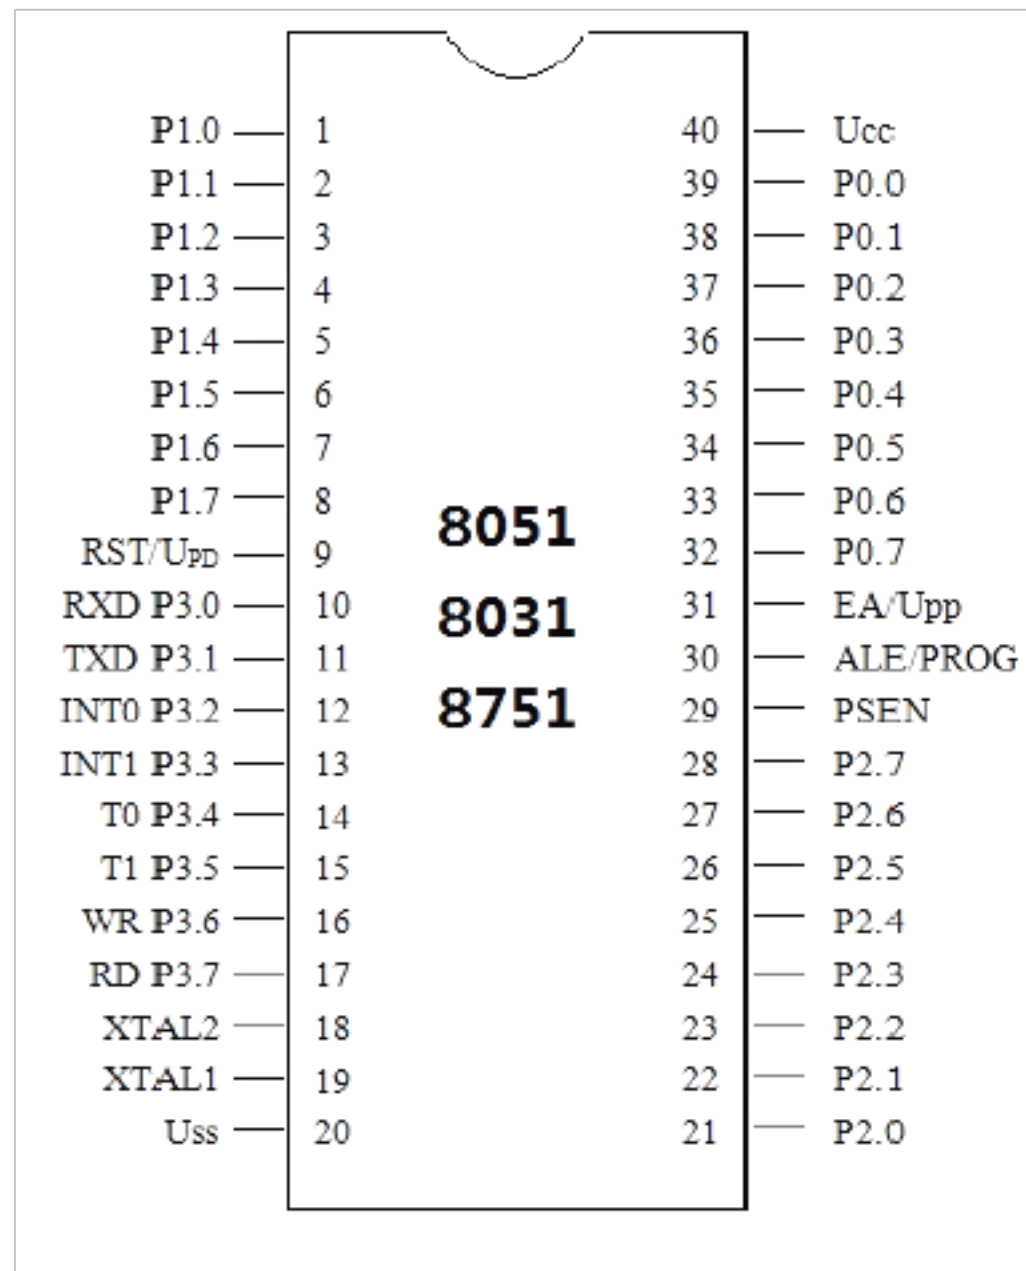 P1.0 1 40 Ucc
P1.1 2 39 P0.0
P1.2 3 38 P0.1
P1.3 4 37 P0.2
P1.4 5 36 P0.3
P1.5 6 35 P0.4
P1.6 7 34 P0.5
P1.7 8 33 P0.6
8051
RST/UPD 9 32 P0.7
RXD P3.0 10 31 EA/Upp
8031
TXD P3.1 11 30 ALE/PROG
INT0 P3.2 12 29 PSEN
8751
INT1 P3.3 13 28 P2.7
T0 P3.4 14 27 P2.6
T1 P3.5 15 26 P2.5
WR P3.6 16 25 P2.4
RD P3.7 17 24 P2.3
XTAL2 18 23 P2.2
XTAL1 19 22 P2.1
Uss 20 21 P2.0